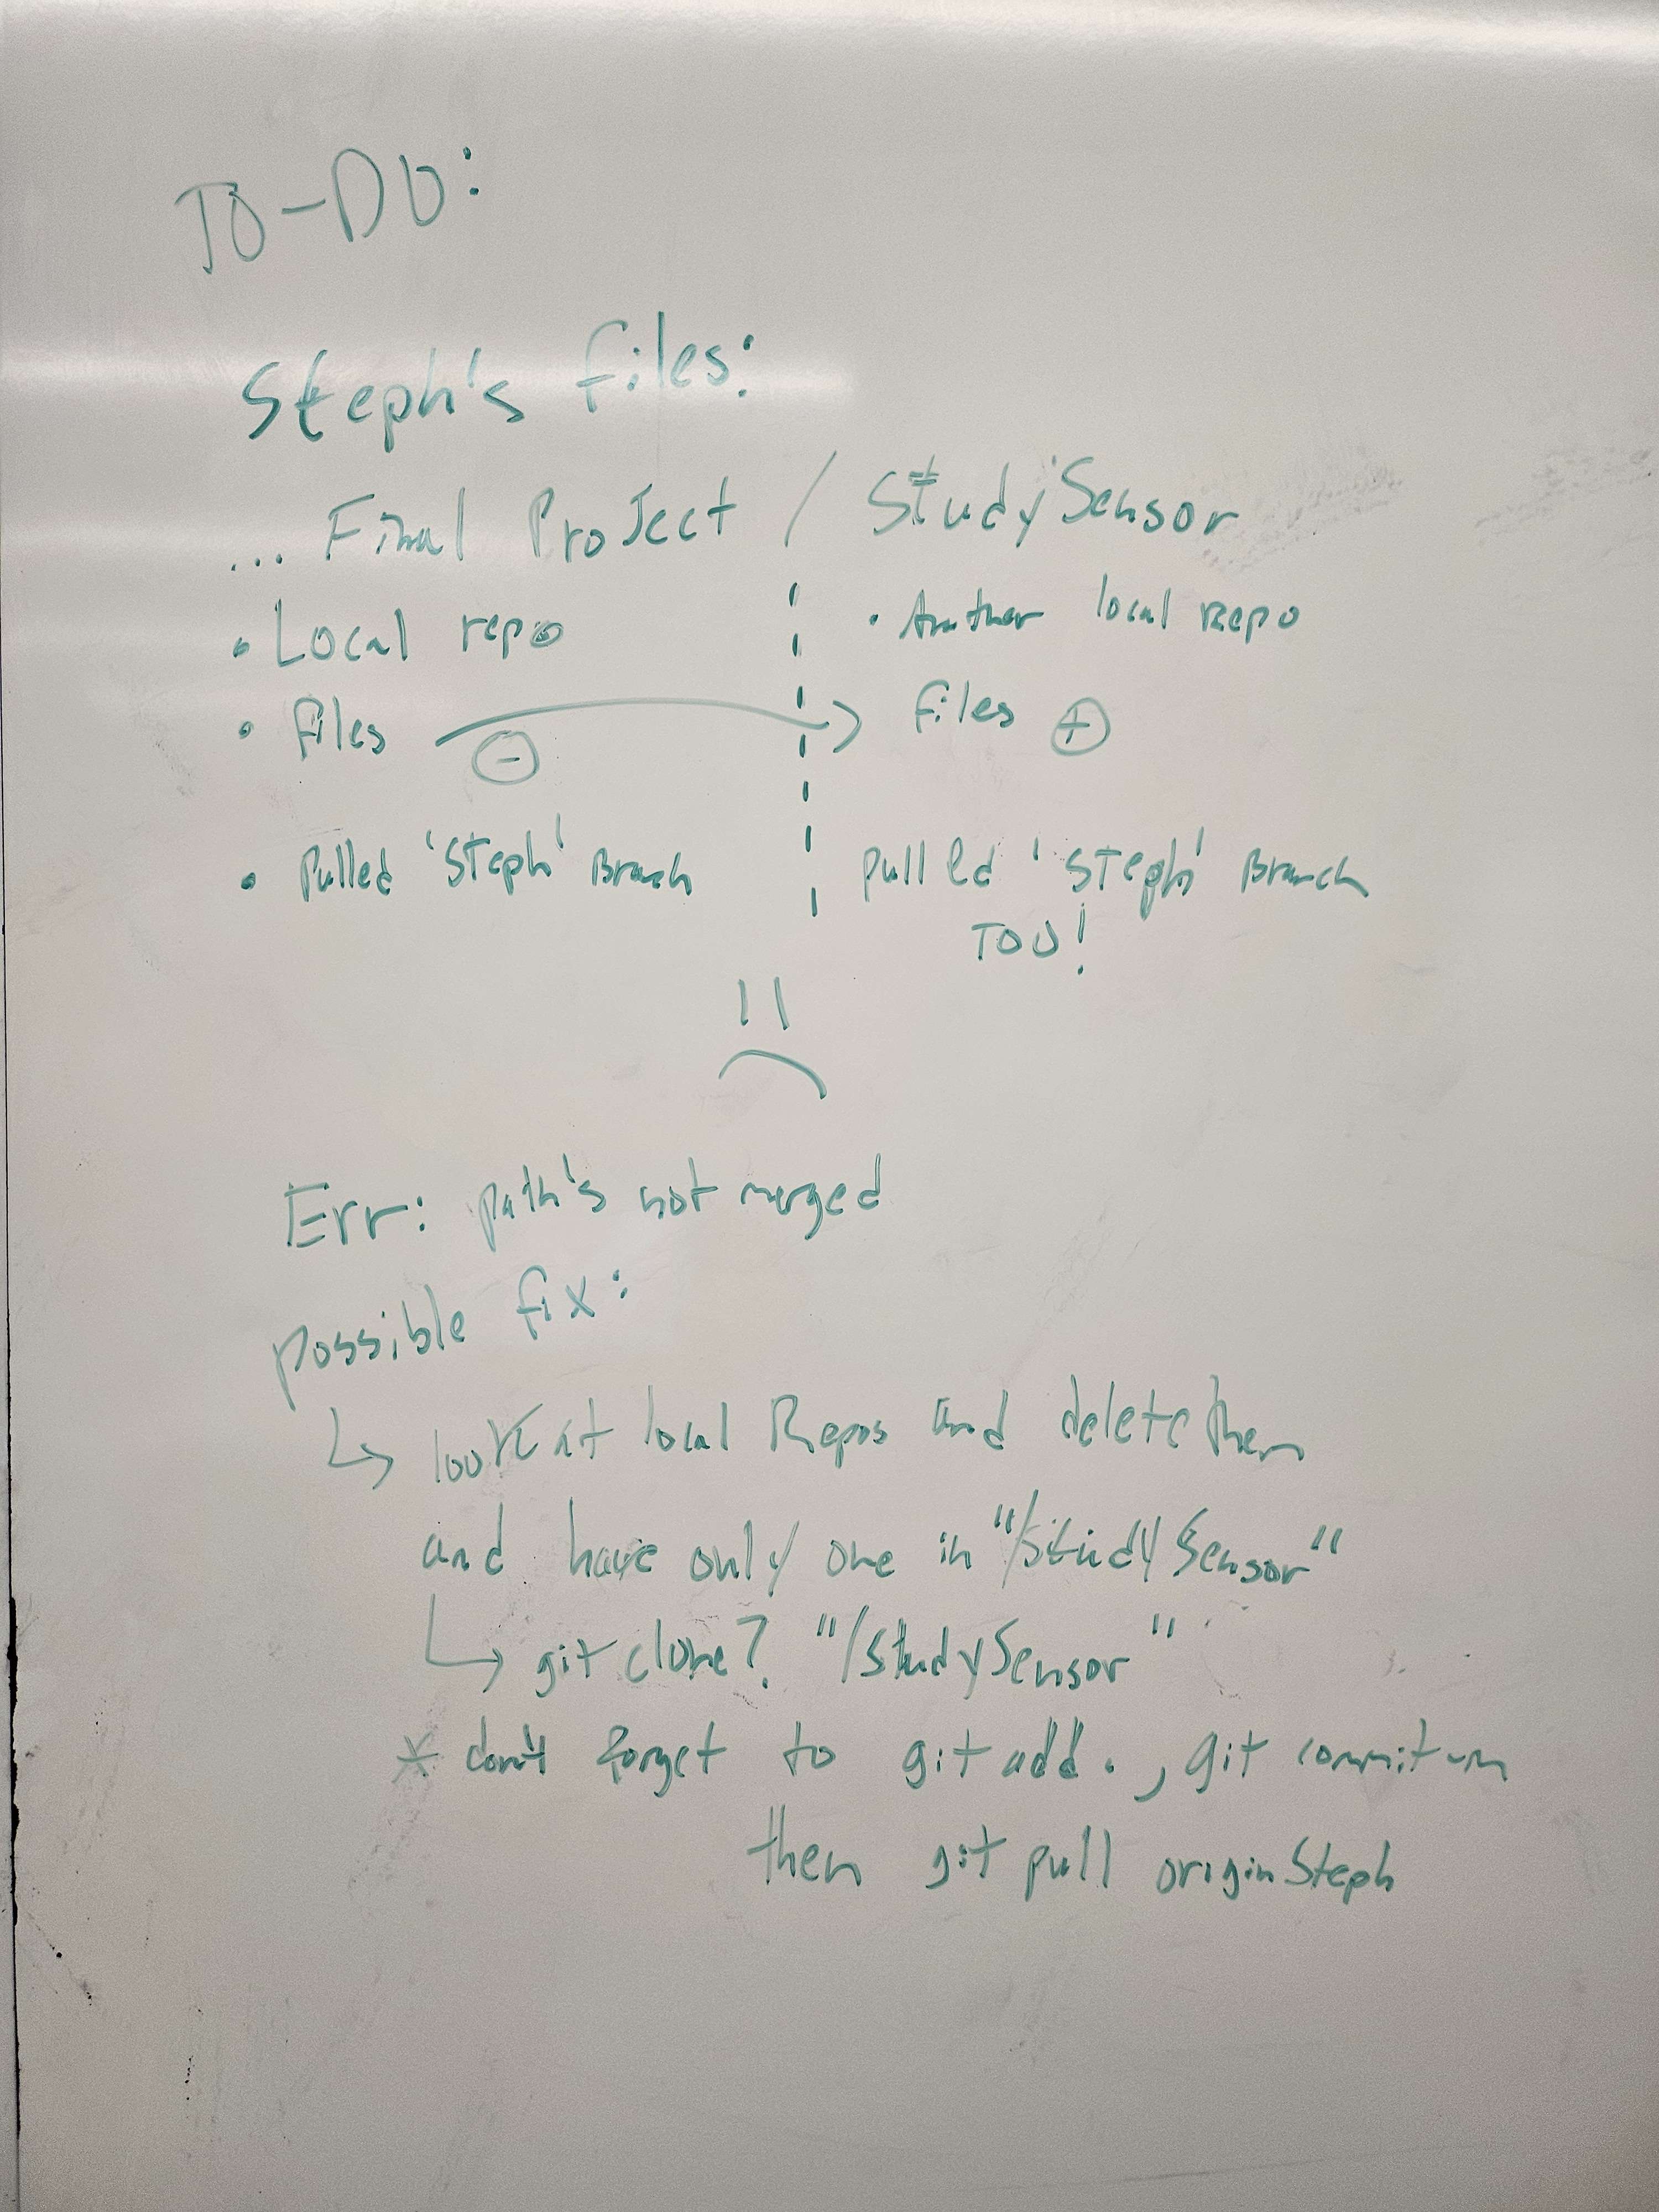 TO-DO:
Steph's files:
... Final ProJect / StudySensor
• Local repo • Another local repo
• files - files +
• Pulled 'Steph' Branch Pulled 'Steph' Branch
TOO!
Err: path's not merged
possible fix:
↳ look at local Repos and delete them
and have only one in "/StudySensor"
↳ git clone? "/StudySensor"
* don't forget to git add . , git commit -m
then git pull origin Steph